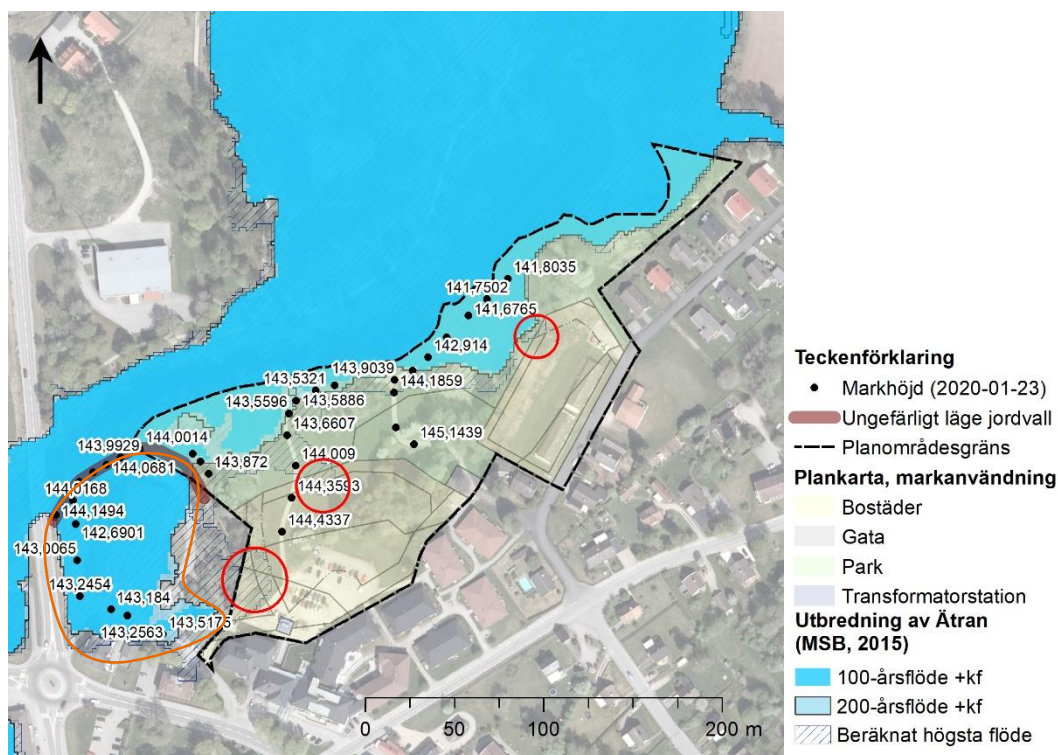 141,8035
141,7502
141,6765
142,914
143,9039
143,5321
144,1859
143,5596
143,5886
143,6607
145,1439
144,0014
143,9929
144,0681
143,872
144,009
144,0168
144,3593
144,1494
144,4337
142,6901
143,0065
143,2454
143,184
143,5175
143,2563
0 50 100 200 m
Teckenförklaring
Markhöjd (2020-01-23)
Ungefärligt läge jordvall
Planområdesgräns
Plankarta, markanvändning
Bostäder
Gata
Park
Transformatorstation
Utbredning av Ätran
(MSB, 2015)
100-årsflöde +kf
200-årsflöde +kf
Beräknat högsta flöde